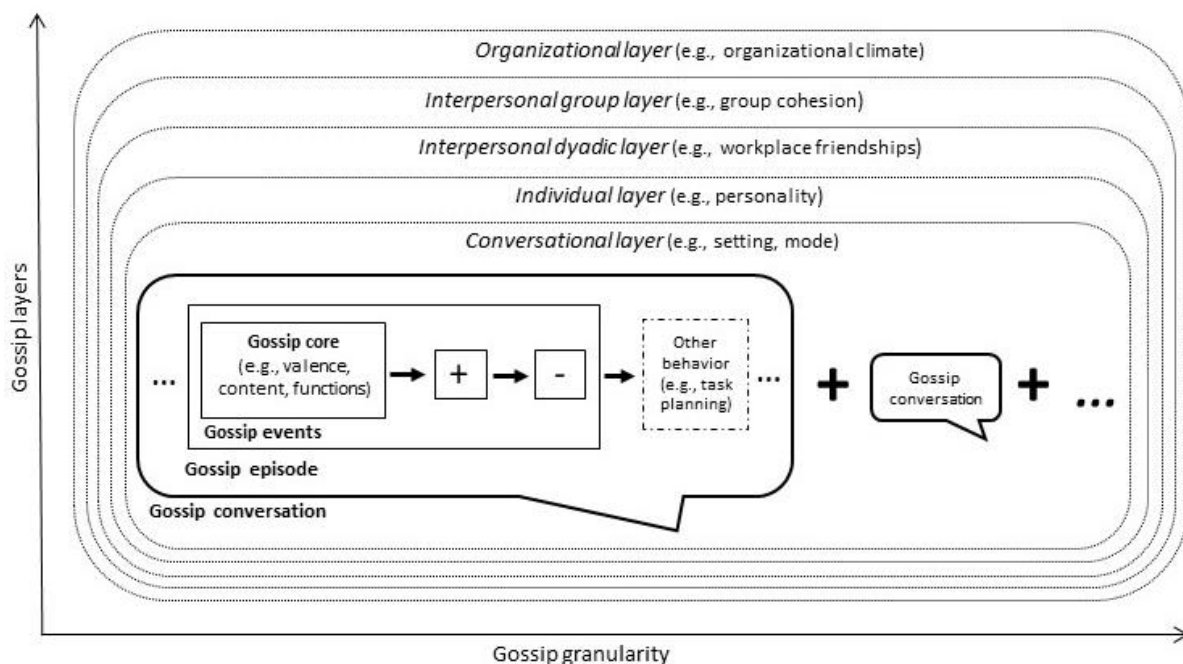 Organizational layer (e.g., organizational climate)
Interpersonal group layer (e.g., group cohesion)
Interpersonal dyadic layer (e.g., workplace friendships)
Individual layer (e.g., personality)
Conversational layer (e.g., setting, mode)
Gossip layers
...
Gossip core
(e.g., valence,
content, functions)
+
-
Gossip events
Gossip episode
Gossip conversation
Other
behavior
(e.g., task
planning)
...
+
Gossip
conversation
+
...
Gossip granularity